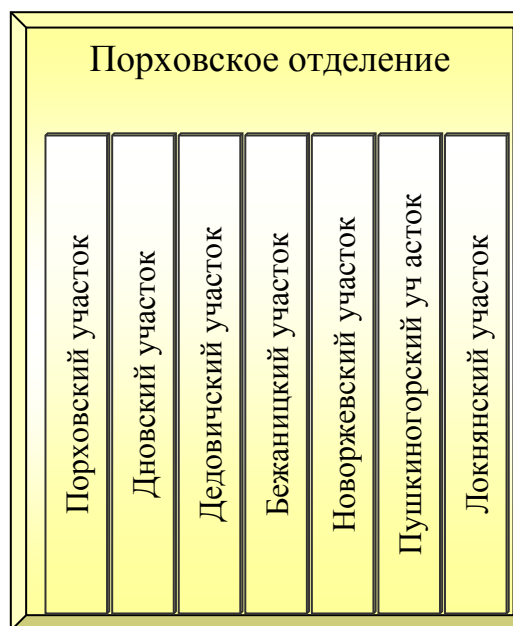 Порховское отделение
Порховский участок
Дновский участок
Дедовичский участок
Бежаницкий участок
Новоржевский участок
Пушкиногорский уч асток
Локнянский участок